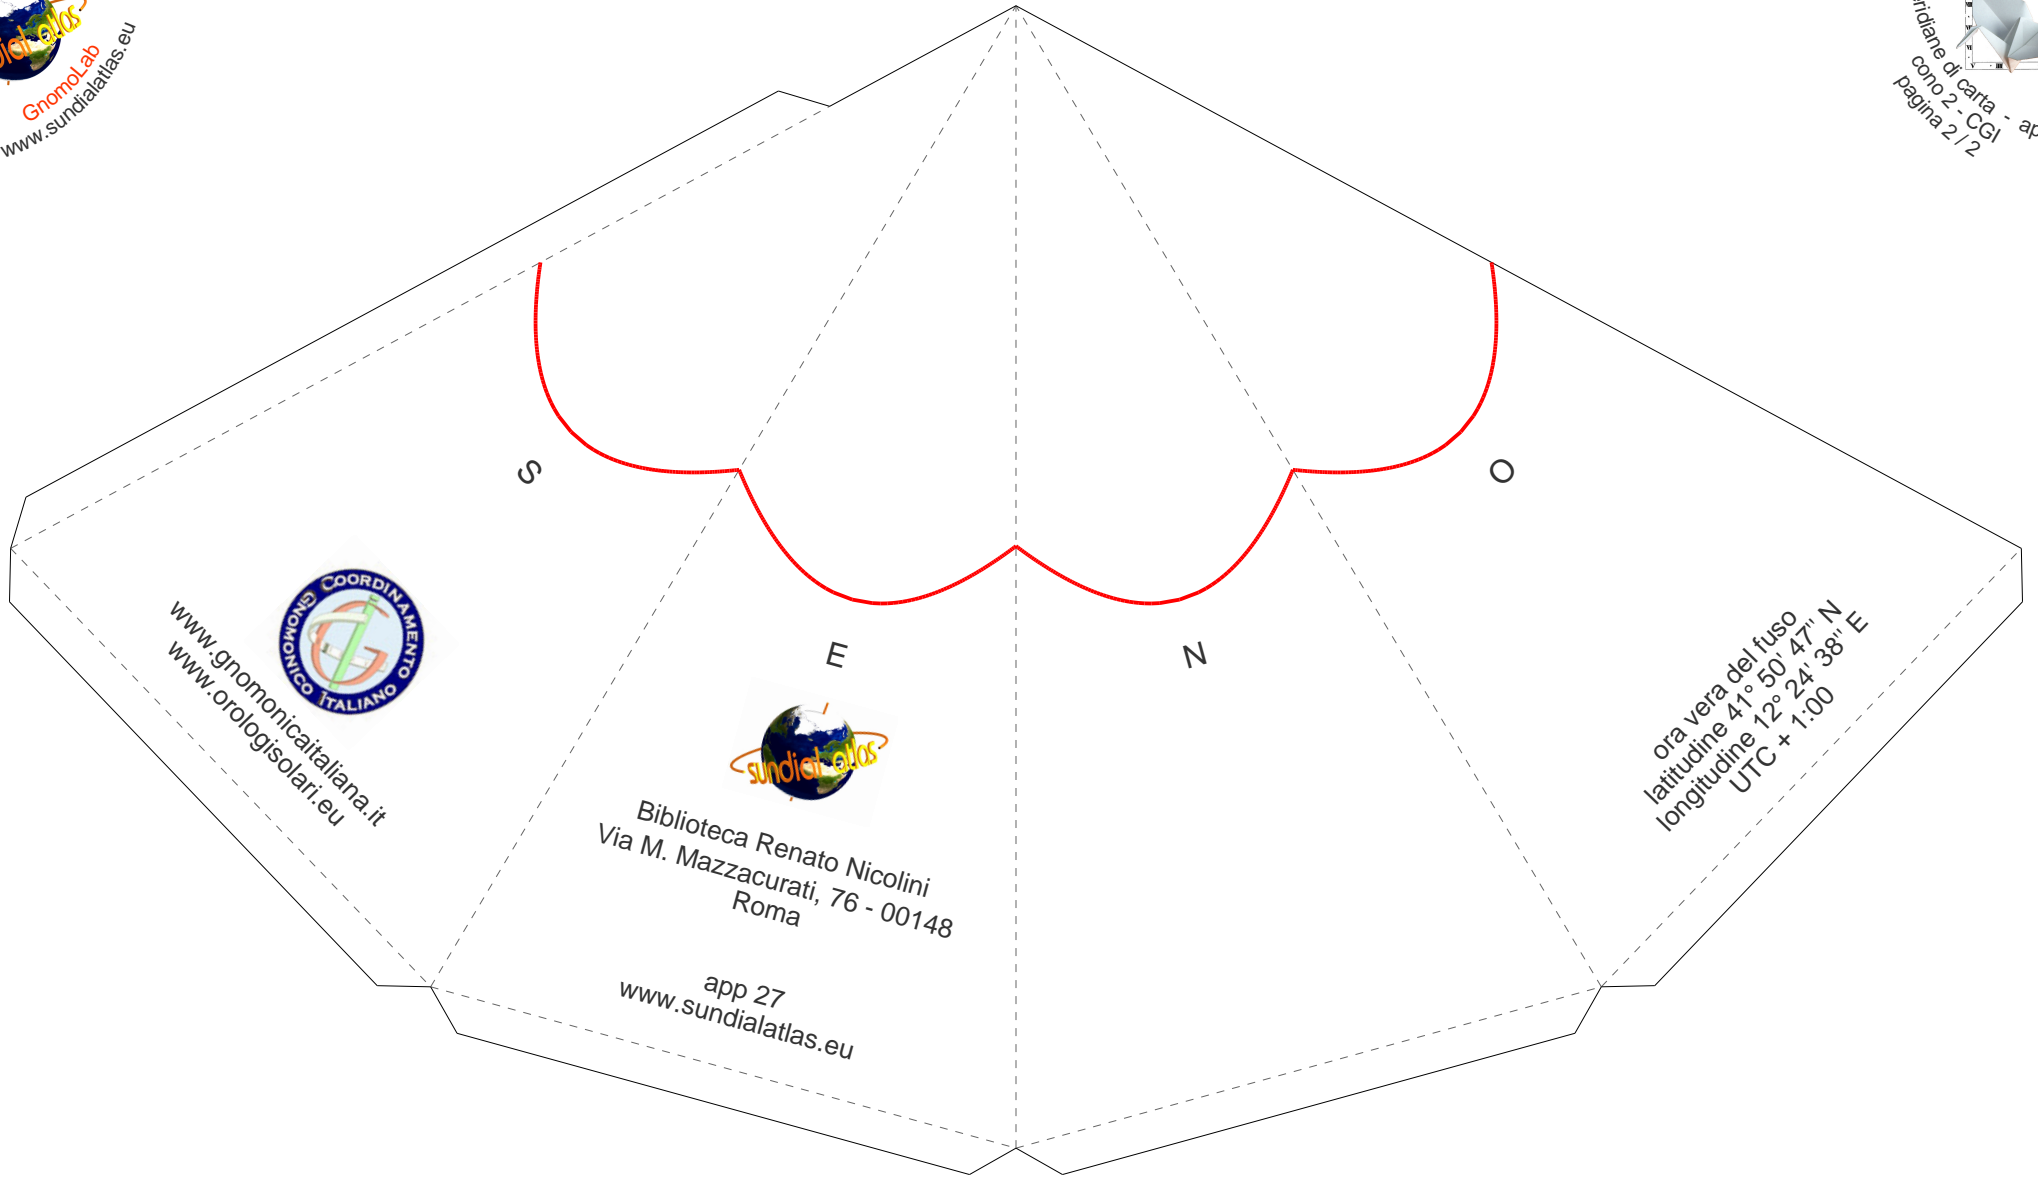 GnomoLab
www.sundialatlas.eu
di carta -
cono 2 - CGI
pagina 2 / 2
S
E
N
O
COORDINAMENTO
GNOMONICO ITALIANO
www.gnomonicaitaliana.it
www.orologisolari.eu
sundial atlas
Biblioteca Renato Nicolini
Via M. Mazzacurati, 76 - 00148
Roma
app 27
www.sundialatlas.eu
ora vera del fuso
latitudine 41° 50' 47" N
longitudine 12° 24' 38" E
UTC + 1:00